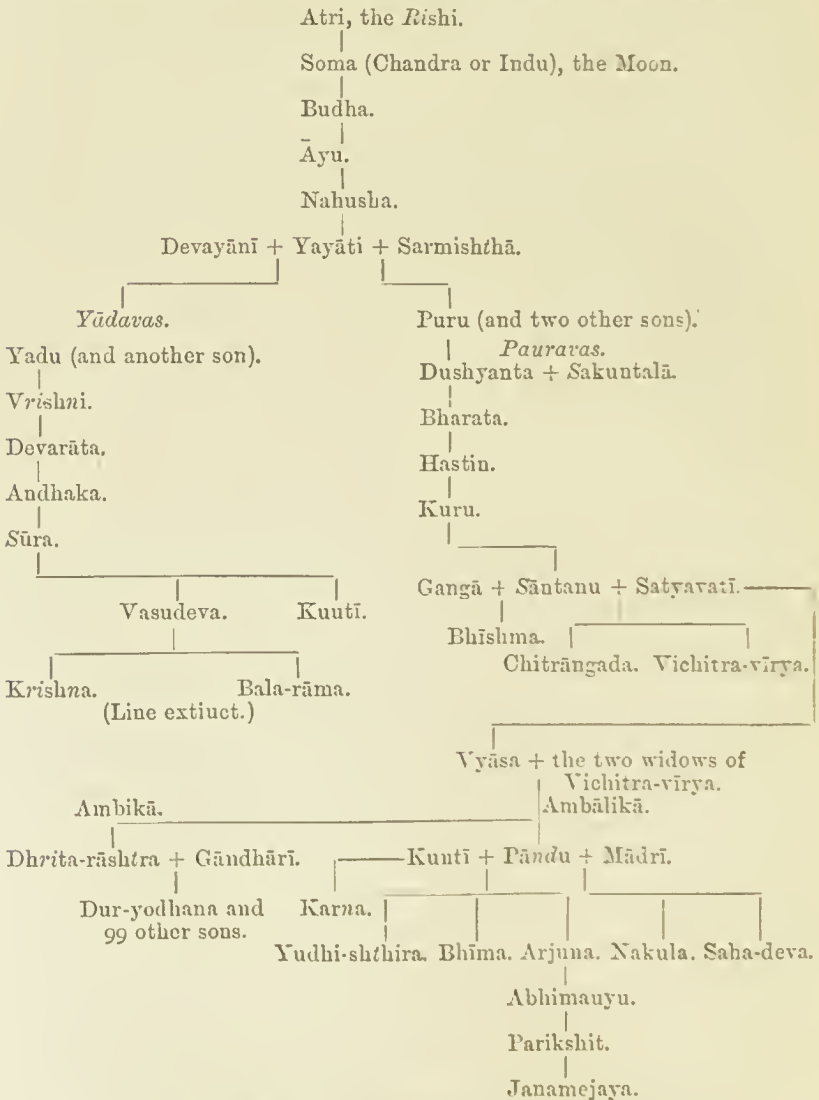 Atri, the Rishi.
Soma (Chandra or Indu), the Moon.
Budha.
Āyu.
Nahusha.
Devayānī + Yayāti + Sarmishthā.
Yādavas.
Puru (and two other sons).
Yadu (and another son).
Pauravas.
Dushyanta + Sakuntalā.
Vrishni.
Bharata.
Devarāta.
Hastin.
Andhaka.
Kuru.
Sūra.
Gangā + Sāntanu + Satyavatī.
Vasudeva. Kuntī.
Bhīshma.
Chitrāngada. Vichitra-vīrya.
Krishna. Bala-rāma.
(Line extinct.)
Vyāsa + the two widows of
Vichitra-vīrya.
Ambikā. Ambālikā.
Dhrita-rāshtra + Gāndhārī. Kuntī + Pāndu + Mādrī.
Dur-yodhana and
99 other sons.
Karna.
Yudhi-shthira. Bhīma. Arjuna. Nakula. Saha-deva.
Abhimanyu.
Parikshit.
Janamejaya.